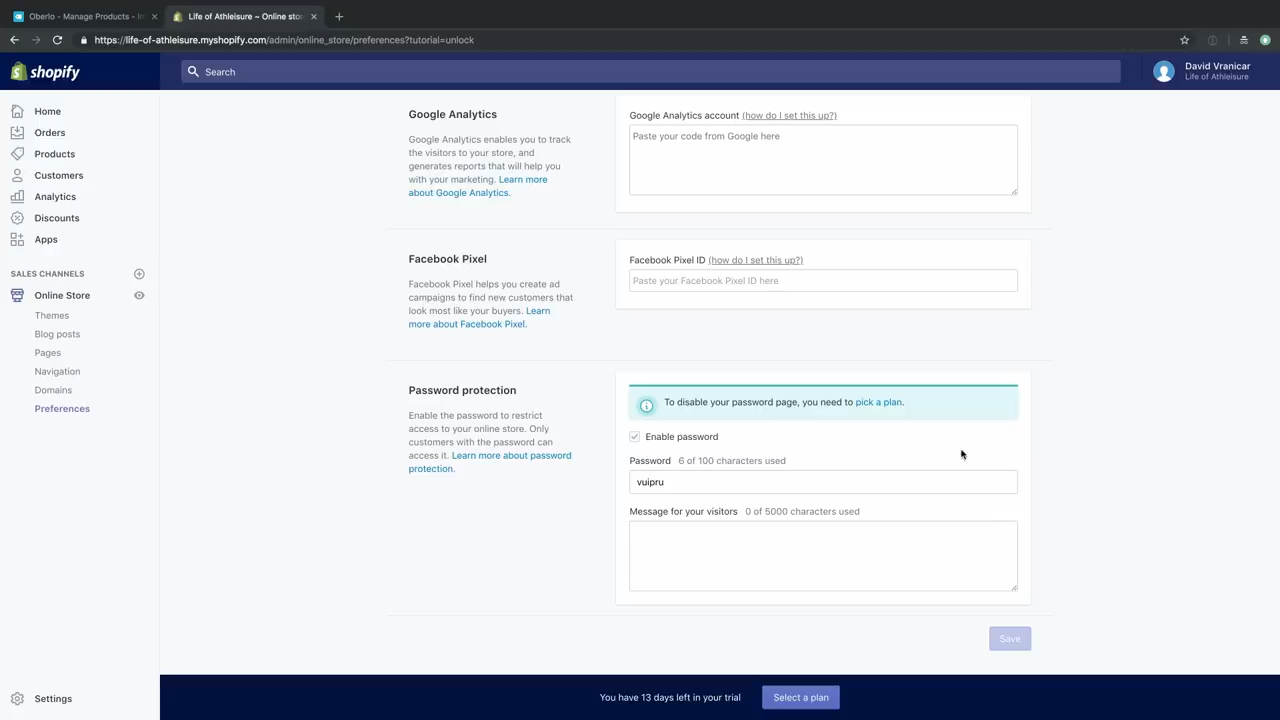 Oberlo - Manage Products - In
Life of Athleisure ~ Online stor
https://life-of-athleisure.myshopify.com/admin/online_store/preferences?tutorial=unlock
shopify
Search
David Vranicar
Life of Athleisure
Home
Orders
Products
Customers
Analytics
Discounts
Apps
SALES CHANNELS
Online Store
Themes
Blog posts
Pages
Navigation
Domains
Preferences
Settings
Google Analytics
Google Analytics enables you to track
the visitors to your store, and
generates reports that will help you
with your marketing. Learn more
about Google Analytics.
Google Analytics account (how do I set this up?)
Paste your code from Google here
Facebook Pixel
Facebook Pixel helps you create ad
campaigns to find new customers that
look most like your buyers. Learn
more about Facebook Pixel.
Facebook Pixel ID (how do I set this up?)
Paste your Facebook Pixel ID here
Password protection
Enable the password to restrict
access to your online store. Only
customers with the password can
access it. Learn more about password
protection.
To disable your password page, you need to pick a plan.
Enable password
Password 6 of 100 characters used
vuipru
Message for your visitors 0 of 5000 characters used
Save
You have 13 days left in your trial
Select a plan